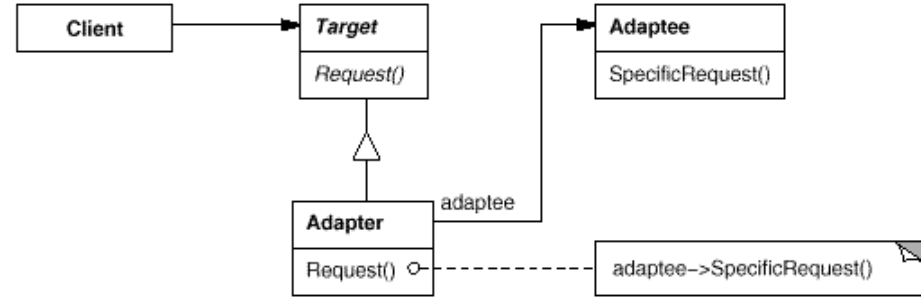 Client
Target
Request()
Adaptee
SpecificRequest()
adaptee
Adapter
Request()
adaptee->SpecificRequest()